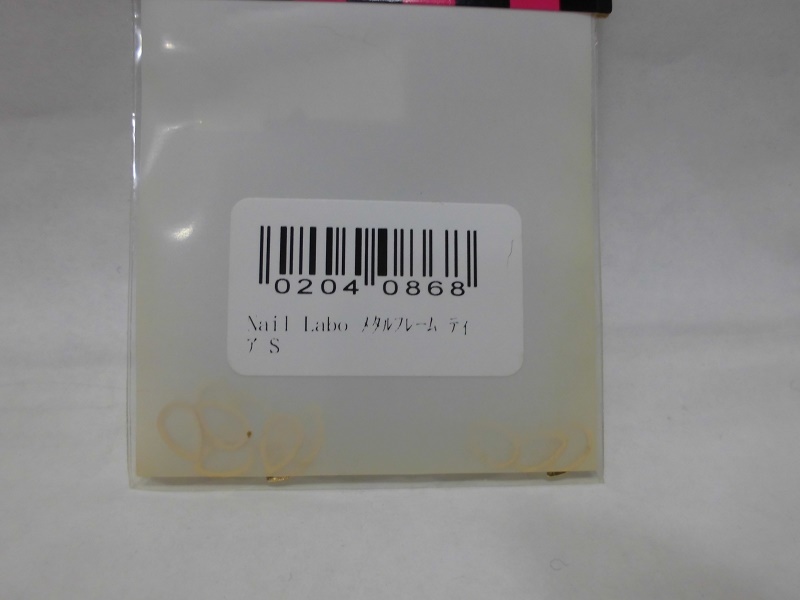 0204 0868
Nail Labo ﾒﾀﾙﾌﾚｰﾑ ﾃｨ
ｱ S